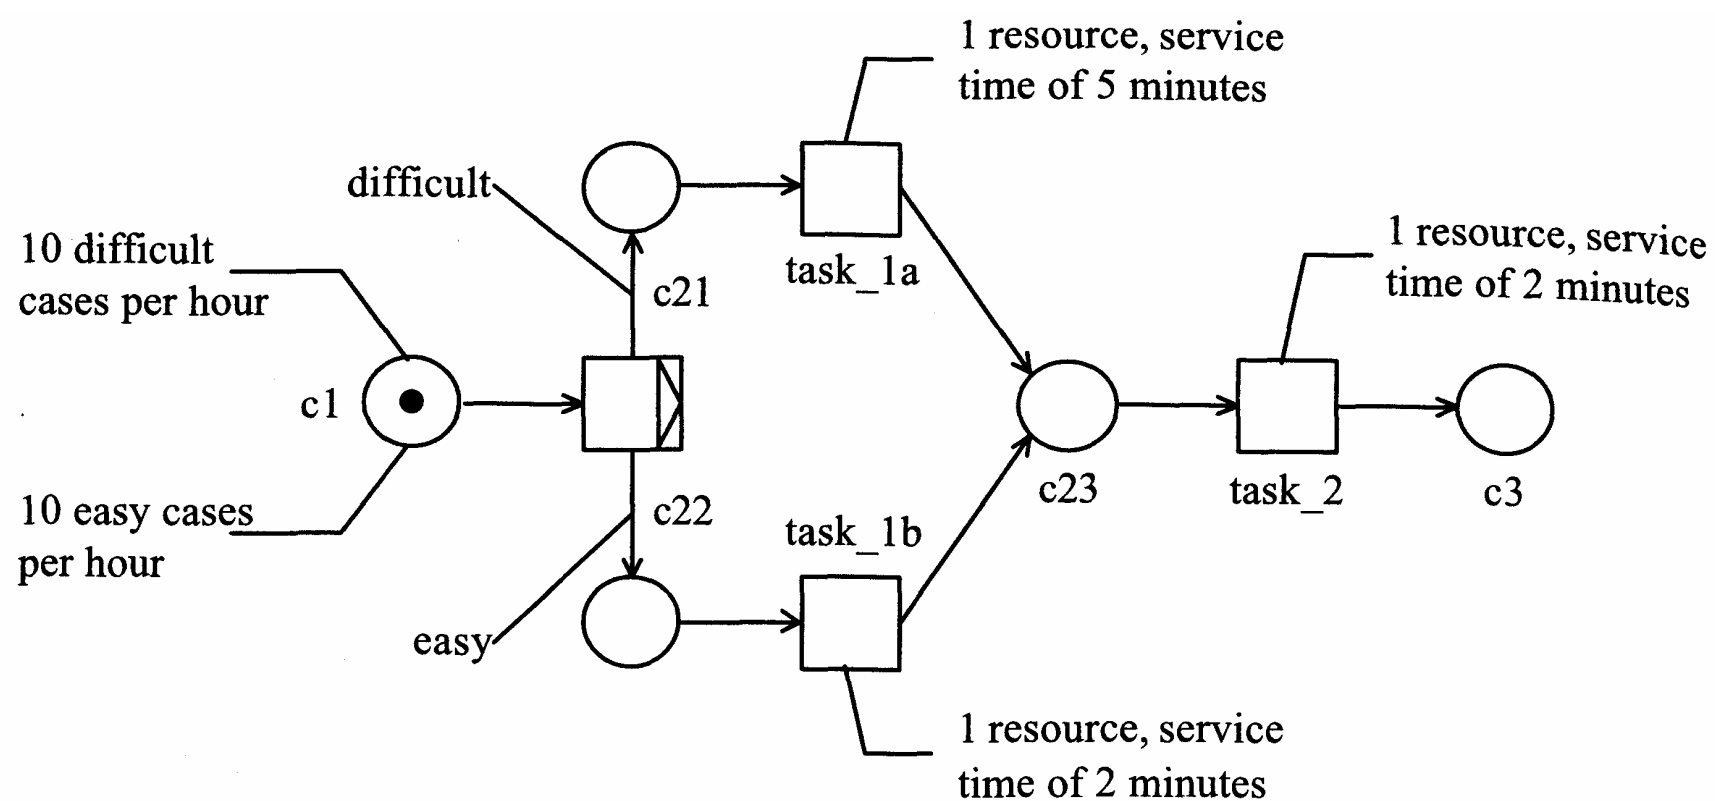 1 resource, service
time of 5 minutes
difficult
10 difficult
cases per hour
c21
task_1a
1 resource, service
time of 2 minutes
c1
c23
task_2
c3
10 easy cases
per hour
c22
task_1b
easy
1 resource, service
time of 2 minutes